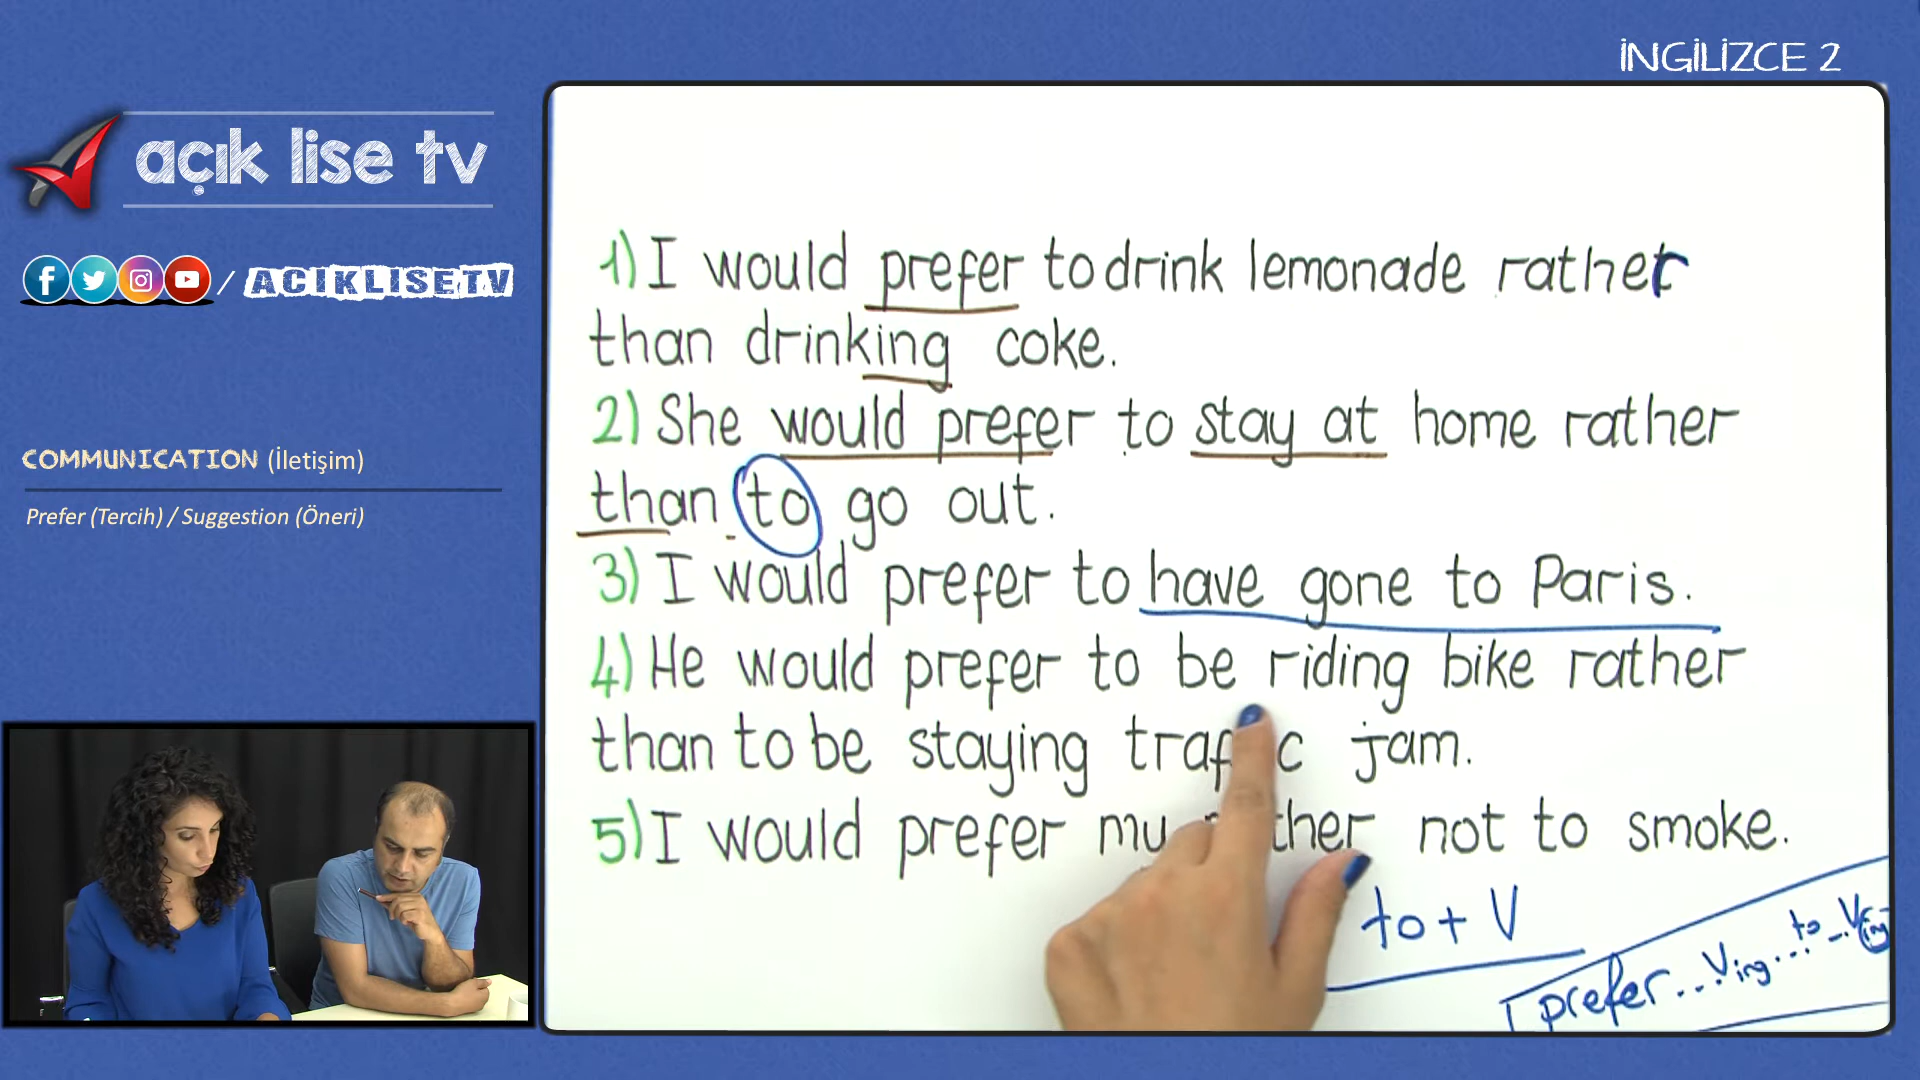 İNGİLİZCE 2
açık lise tv
/ ACIKLISETV
COMMUNICATION (İletişim)
Prefer (Tercih) / Suggestion (Öneri)
1) I would prefer to drink lemonade rather
than drinking coke.
2) She would prefer to stay at home rather
than to go out.
3) I would prefer to have gone to Paris.
4) He would prefer to be riding bike rather
than to be staying jam.
5) I would prefer not to smoke.
to + V
prefer...Ving...to...Ving